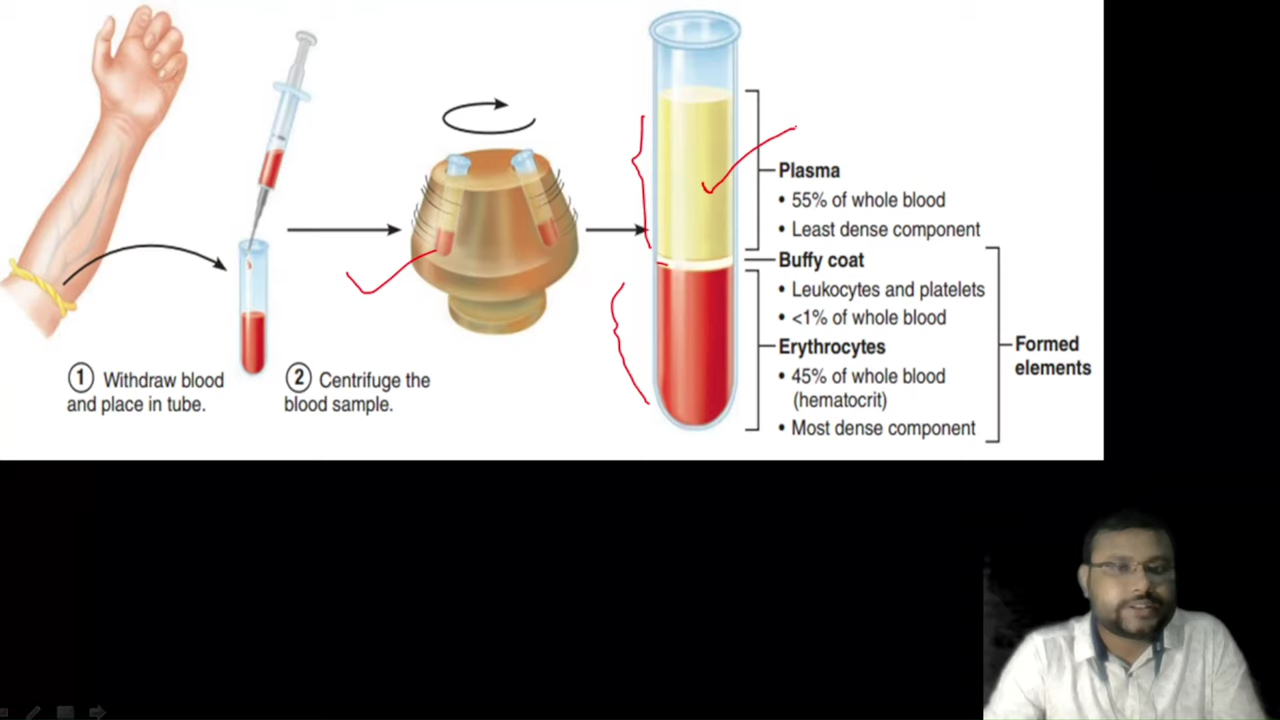 ① Withdraw blood
and place in tube.
② Centrifuge the
blood sample.
Plasma
• 55% of whole blood
• Least dense component
Buffy coat
• Leukocytes and platelets
• <1% of whole blood
Erythrocytes
• 45% of whole blood
(hematocrit)
• Most dense component
Formed
elements